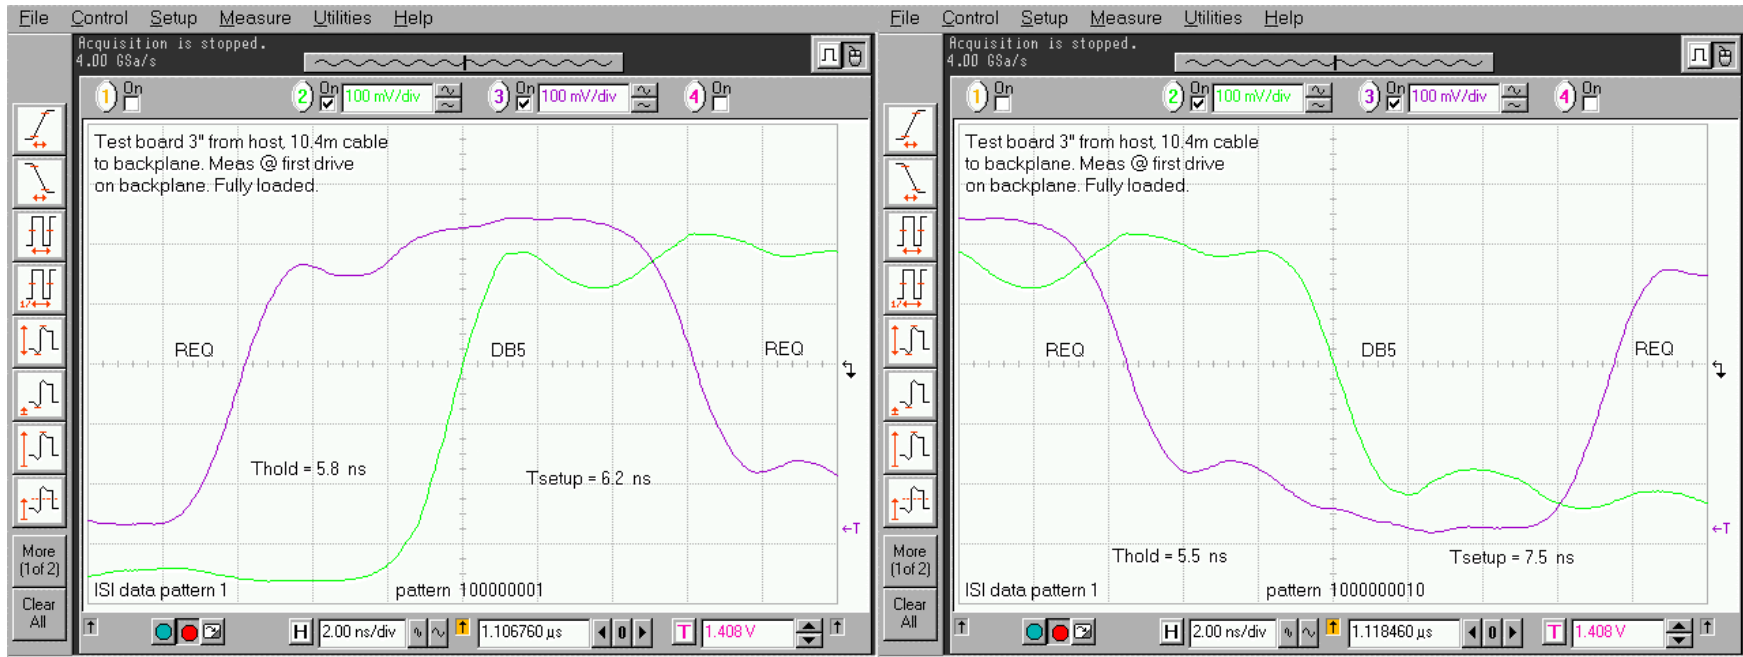 File Control Setup Measure Utilities Help
Acquisition is stopped.
4.00 GSa/s
1 On 2 On 100 mV/div 3 On 100 mV/div 4 On
Test board 3" from host, 10.4m cable
to backplane. Meas @ first drive
on backplane. Fully loaded.
REQ DB5 REQ
Thold = 5.8 ns Tsetup = 6.2 ns
T
1/
More
(1of 2)
Clear
All
ISI data pattern 1 pattern 100000001
H 2.00 ns/div 1.106760 µs 0 T 1.408 V
File Control Setup Measure Utilities Help
Acquisition is stopped.
4.00 GSa/s
1 On 2 On 100 mV/div 3 On 100 mV/div 4 On
Test board 3" from host, 10.4m cable
to backplane. Meas @ first drive
on backplane. Fully loaded.
REQ DB5 REQ
T
Thold = 5.5 ns Tsetup = 7.5 ns
1/
More
(1of 2)
Clear
All
ISI data pattern 1 pattern 1000000010
H 2.00 ns/div 1.118460 µs 0 T 1.408 V